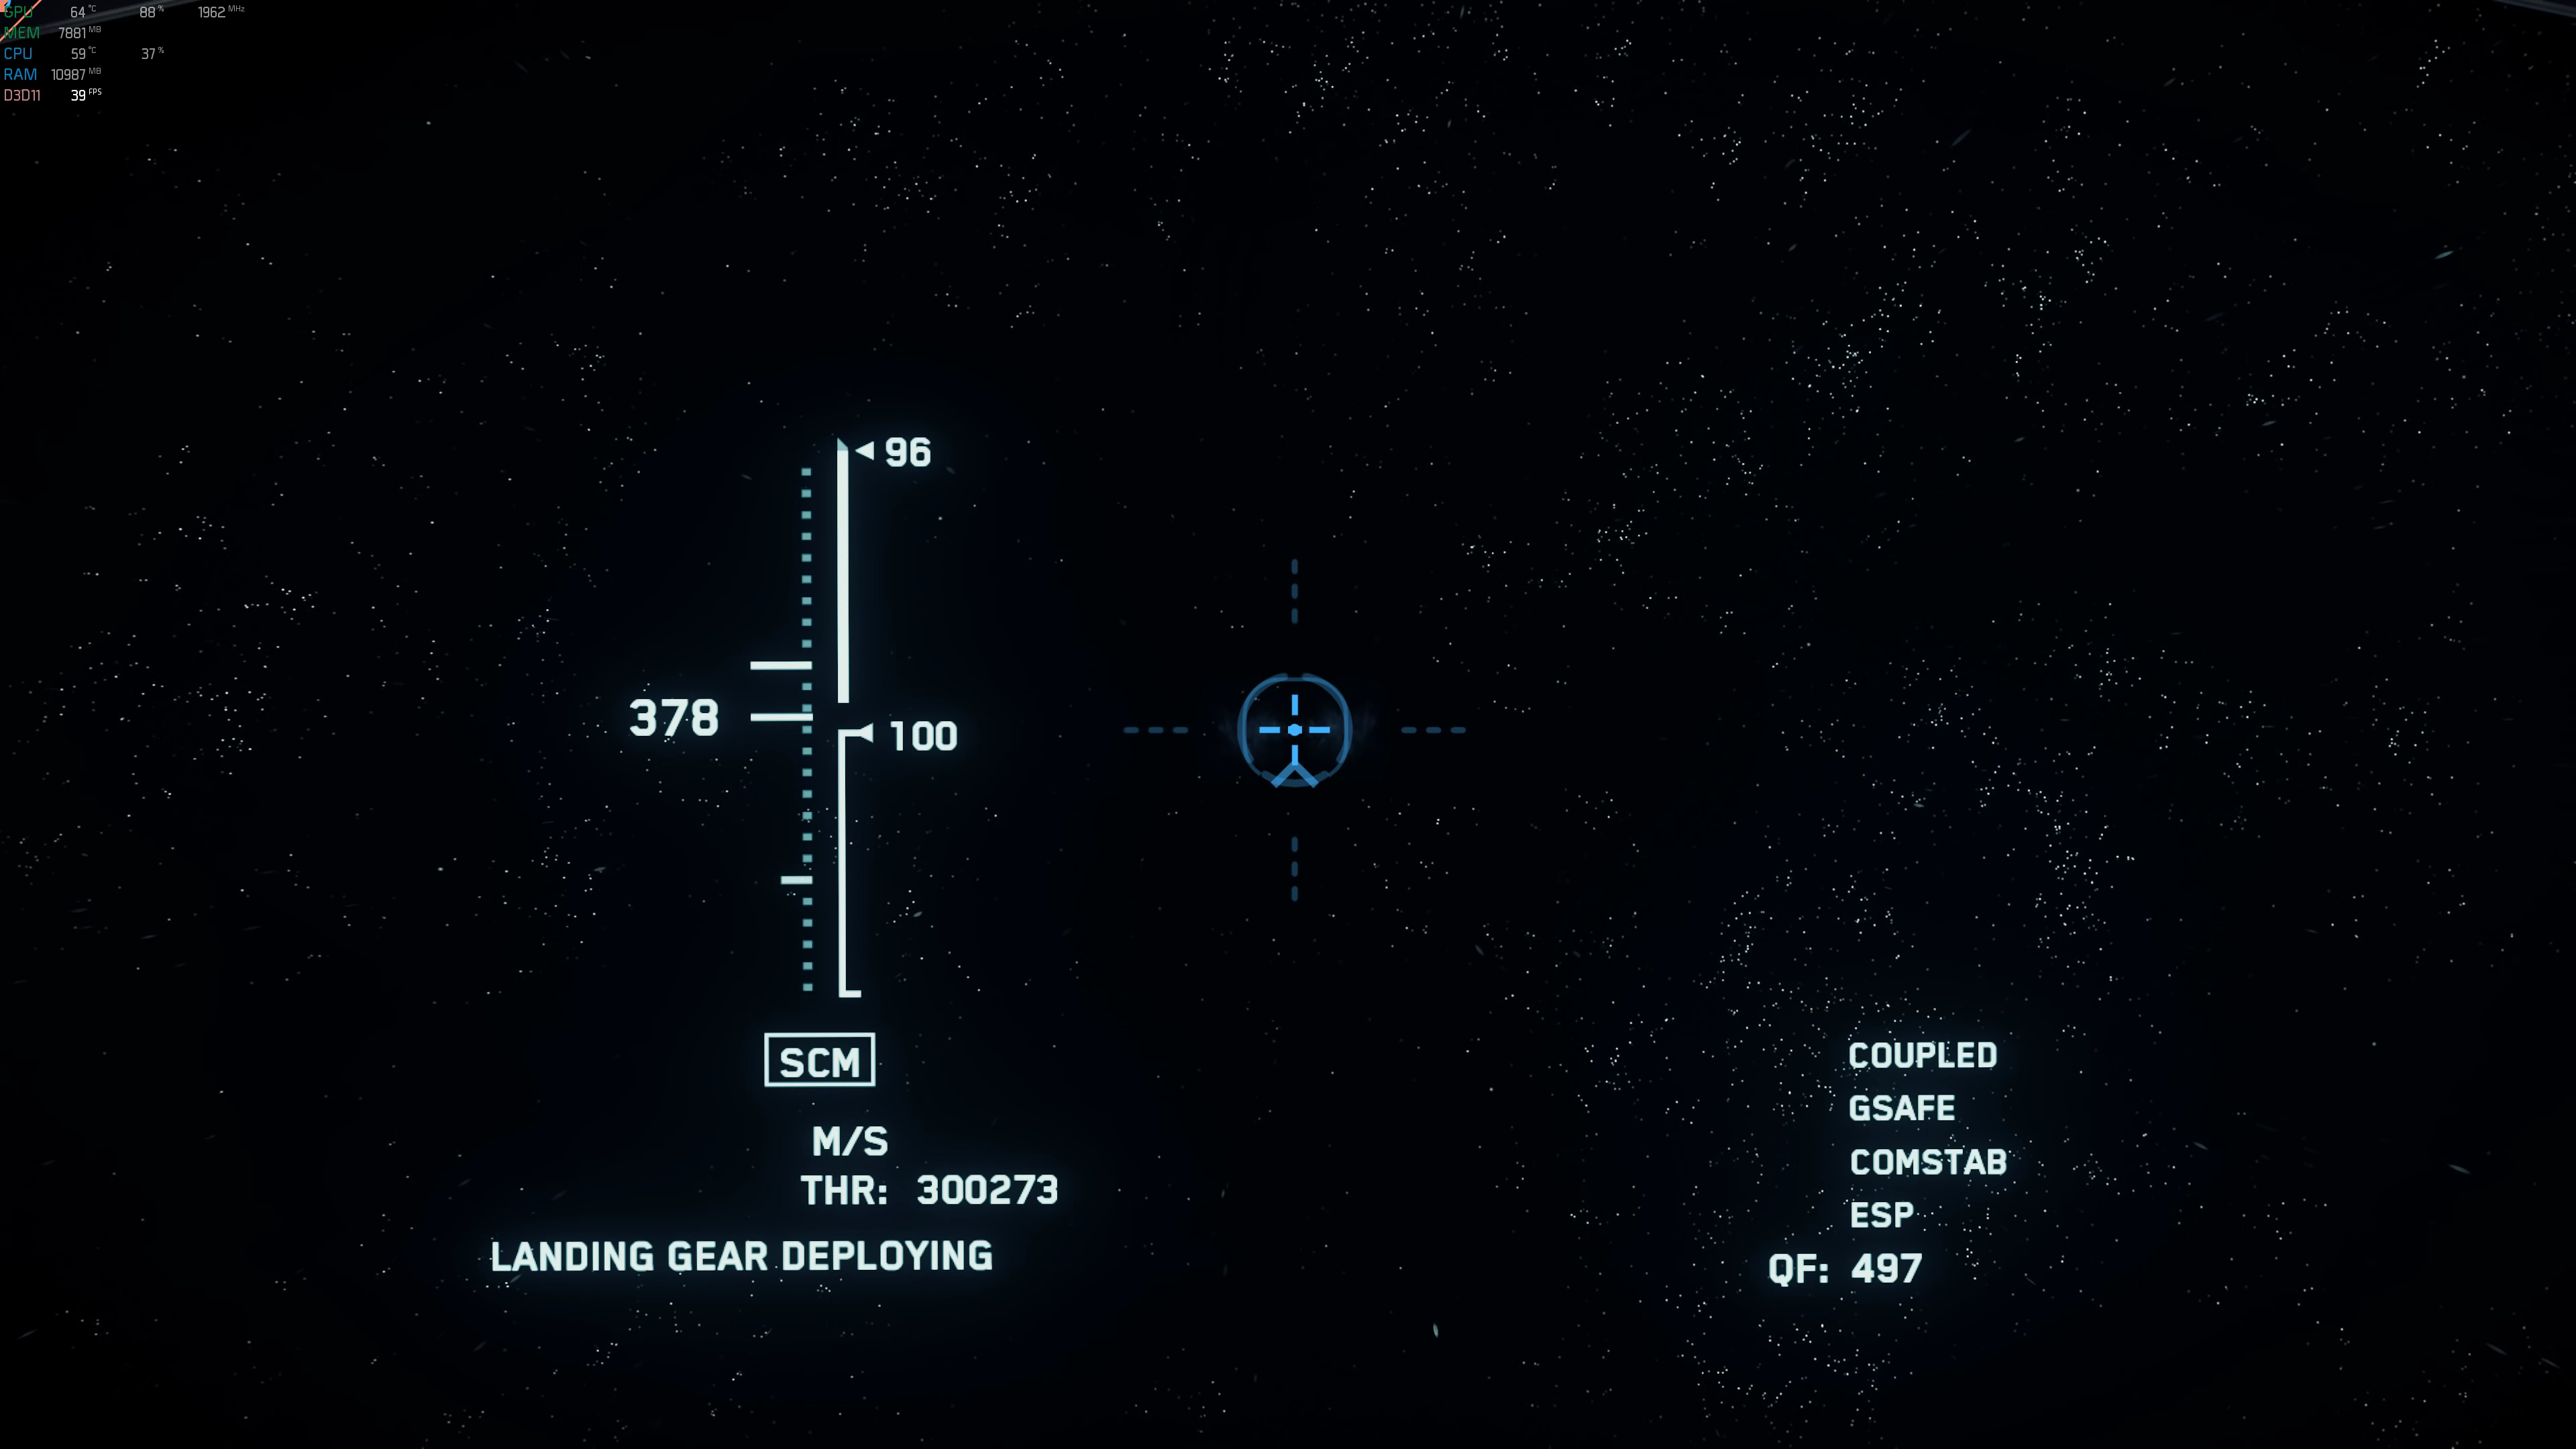 GPU 64 °C 88 % 1962 MHz
MEM 7881 MB
CPU 59 °C 37 %
RAM 10987 MB
D3D11 39 FPS
96
378
100
SCM
M/S
THR: 300273
LANDING GEAR DEPLOYING
COUPLED
GSAFE
COMSTAB
ESP
QF: 497